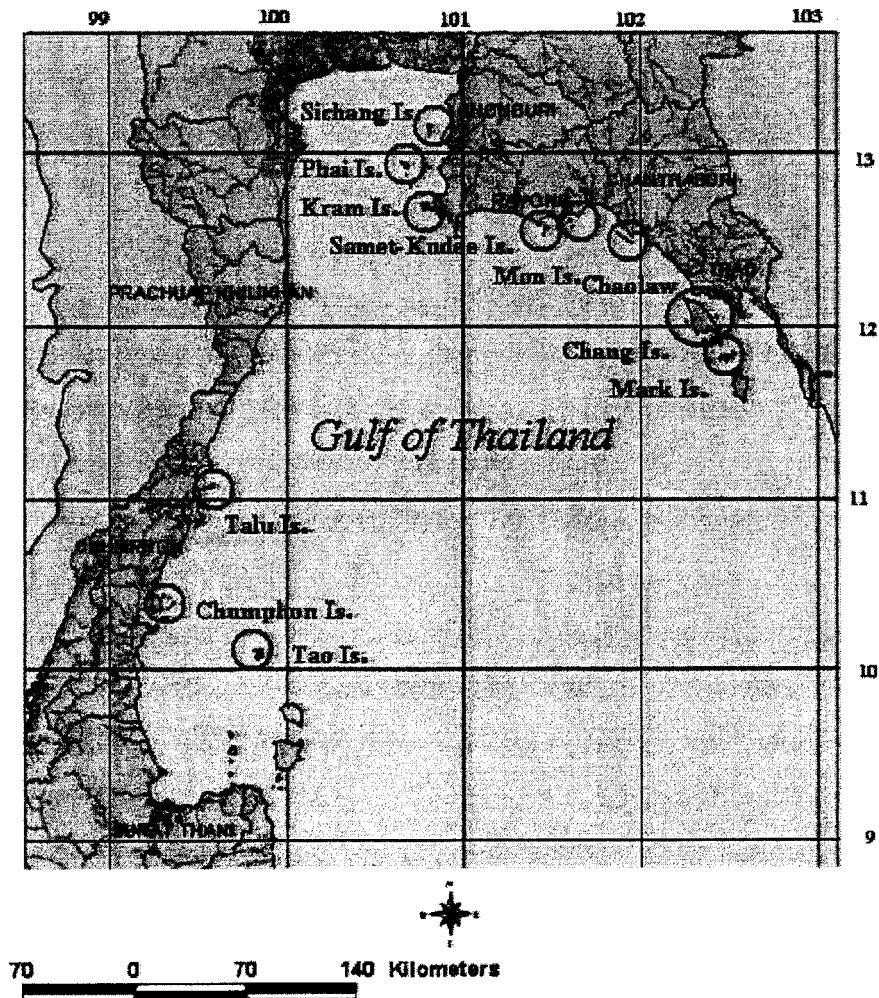 99 100 101 102 103
Sichang Is.
13
Phai Is.
Kram Is.
Samet-Kudee Is.
Mun Is.
Chaolaw
12
Chang Is.
Mark Is.
Gulf of Thailand
11
Talu Is.
Chumphon Is.
Tao Is.
10
9
70 0 70 140 Kilometers